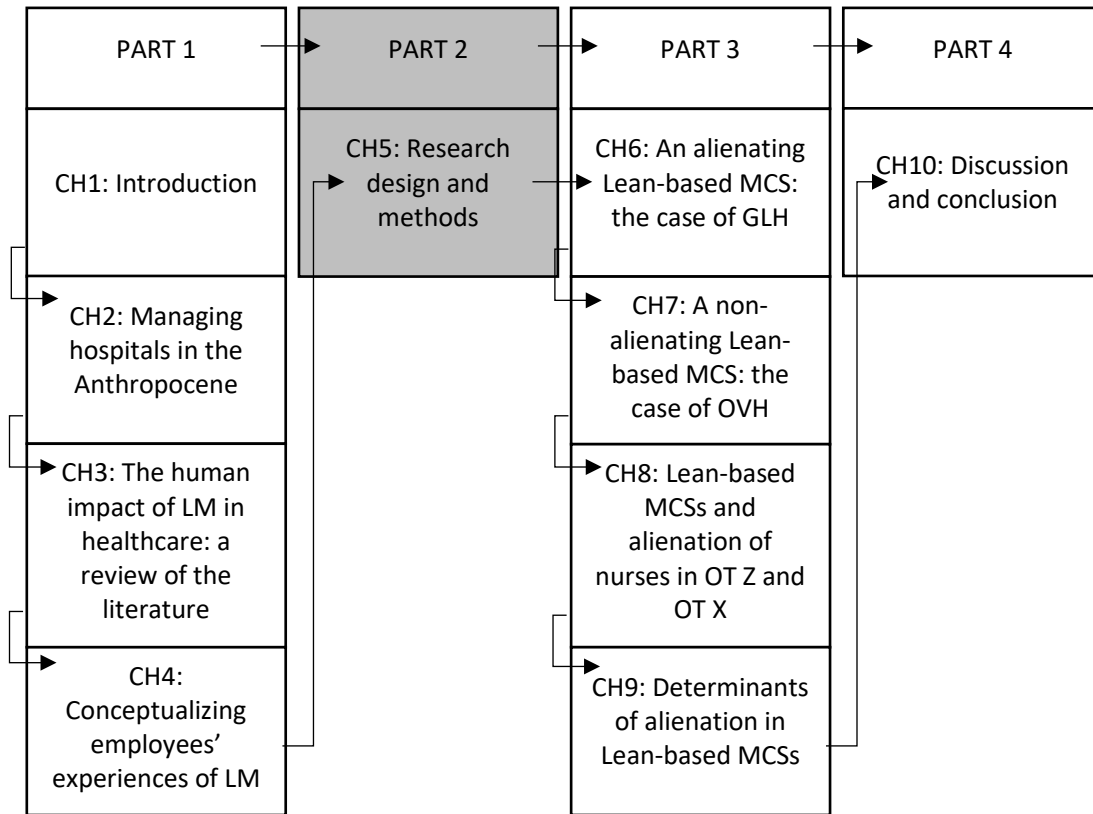 PART 1
PART 2
PART 3
PART 4
CH1: Introduction
CH2: Managing
hospitals in the
Anthropocene
CH3: The human
impact of LM in
healthcare: a
review of the
literature
CH4:
Conceptualizing
employees’
experiences of LM
CH5: Research
design and
methods
CH6: An alienating
Lean-based MCS:
the case of GLH
CH7: A non-
alienating Lean-
based MCS: the
case of OVH
CH8: Lean-based
MCSs and
alienation of
nurses in OT Z and
OT X
CH9: Determinants
of alienation in
Lean-based MCSs
CH10: Discussion
and conclusion